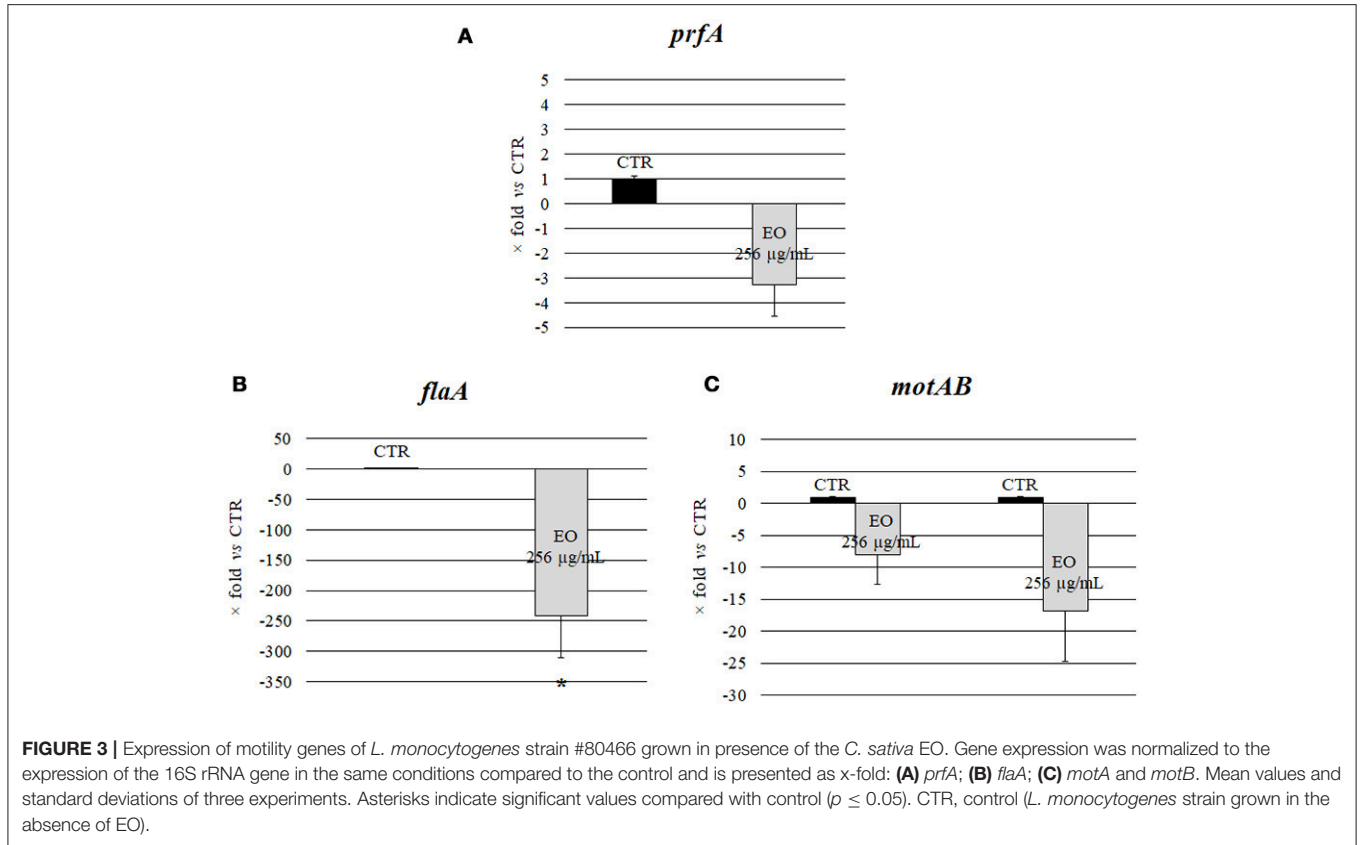 A
prfA
5
4
3
2
1
0
-1
-2
-3
-4
-5
× fold vs CTR
CTR
EO
256 µg/mL
B
flaA
50
0
-50
-100
-150
-200
-250
-300
-350
× fold vs CTR
CTR
EO
256 µg/mL
*
C
motAB
10
5
0
-5
-10
-15
-20
-25
-30
× fold vs CTR
CTR
EO
256 µg/mL
CTR
EO
256 µg/mL
FIGURE 3 | Expression of motility genes of L. monocytogenes strain #80466 grown in presence of the C. sativa EO. Gene expression was normalized to the
expression of the 16S rRNA gene in the same conditions compared to the control and is presented as x-fold: (A) prfA; (B) flaA; (C) motA and motB. Mean values and
standard deviations of three experiments. Asterisks indicate significant values compared with control (p ≤ 0.05). CTR, control (L. monocytogenes strain grown in the
absence of EO).